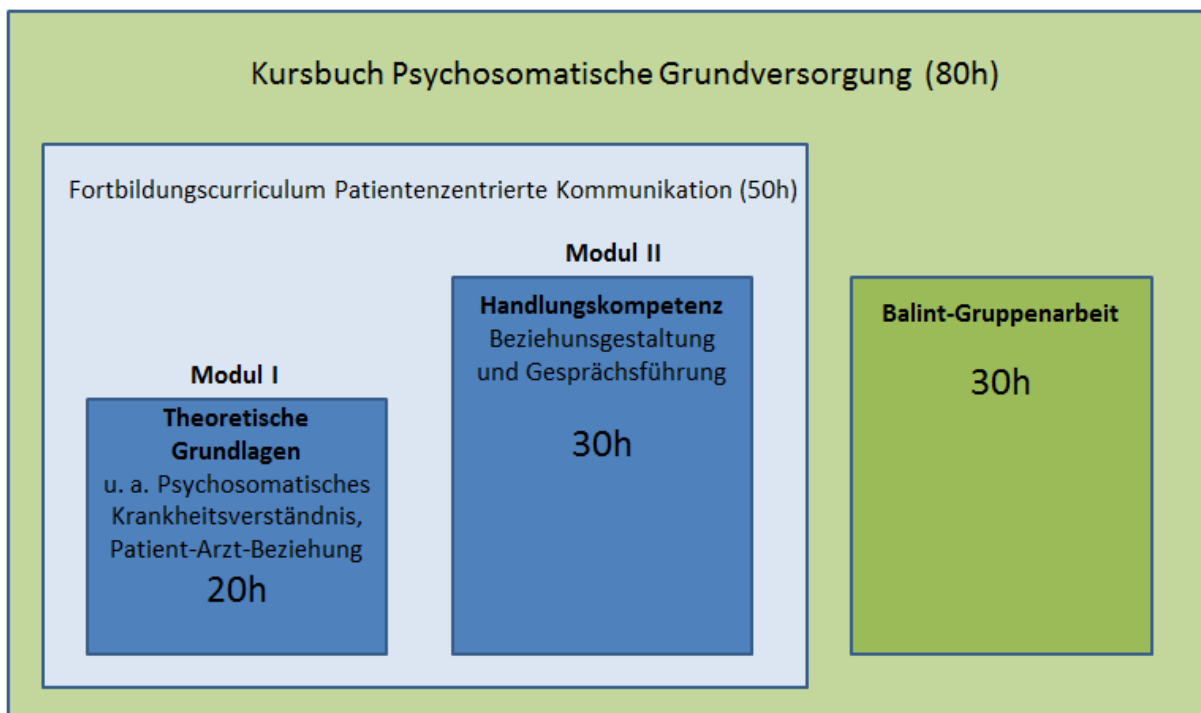 Kursbuch Psychosomatische Grundversorgung (80h)
Fortbildungscurriculum Patientenzentrierte Kommunikation (50h)
Modul I
Theoretische
Grundlagen
u. a. Psychosomatisches
Krankheitsverständnis,
Patient-Arzt-Beziehung
20h
Modul II
Handlungskompetenz
Beziehunsgestaltung
und Gesprächsführung
30h
Balint-Gruppenarbeit
30h